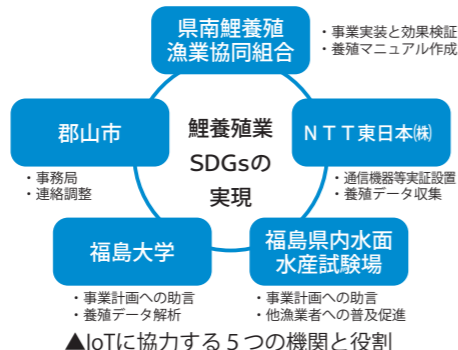 県南鯉養殖
漁業協同組合
・事業実装と効果検証
・養殖マニュアル作成
郡山市
・事務局
・連絡調整
鯉養殖業
SDGsの
実現
ＮＴＴ東日本㈱
・通信機器等実証設置
・養殖データ収集
福島大学
・事業計画への助言
・養殖データ解析
福島県内水面
水産試験場
・事業計画への助言
・他漁業者への普及促進
▲IoTに協力する５つの機関と役割